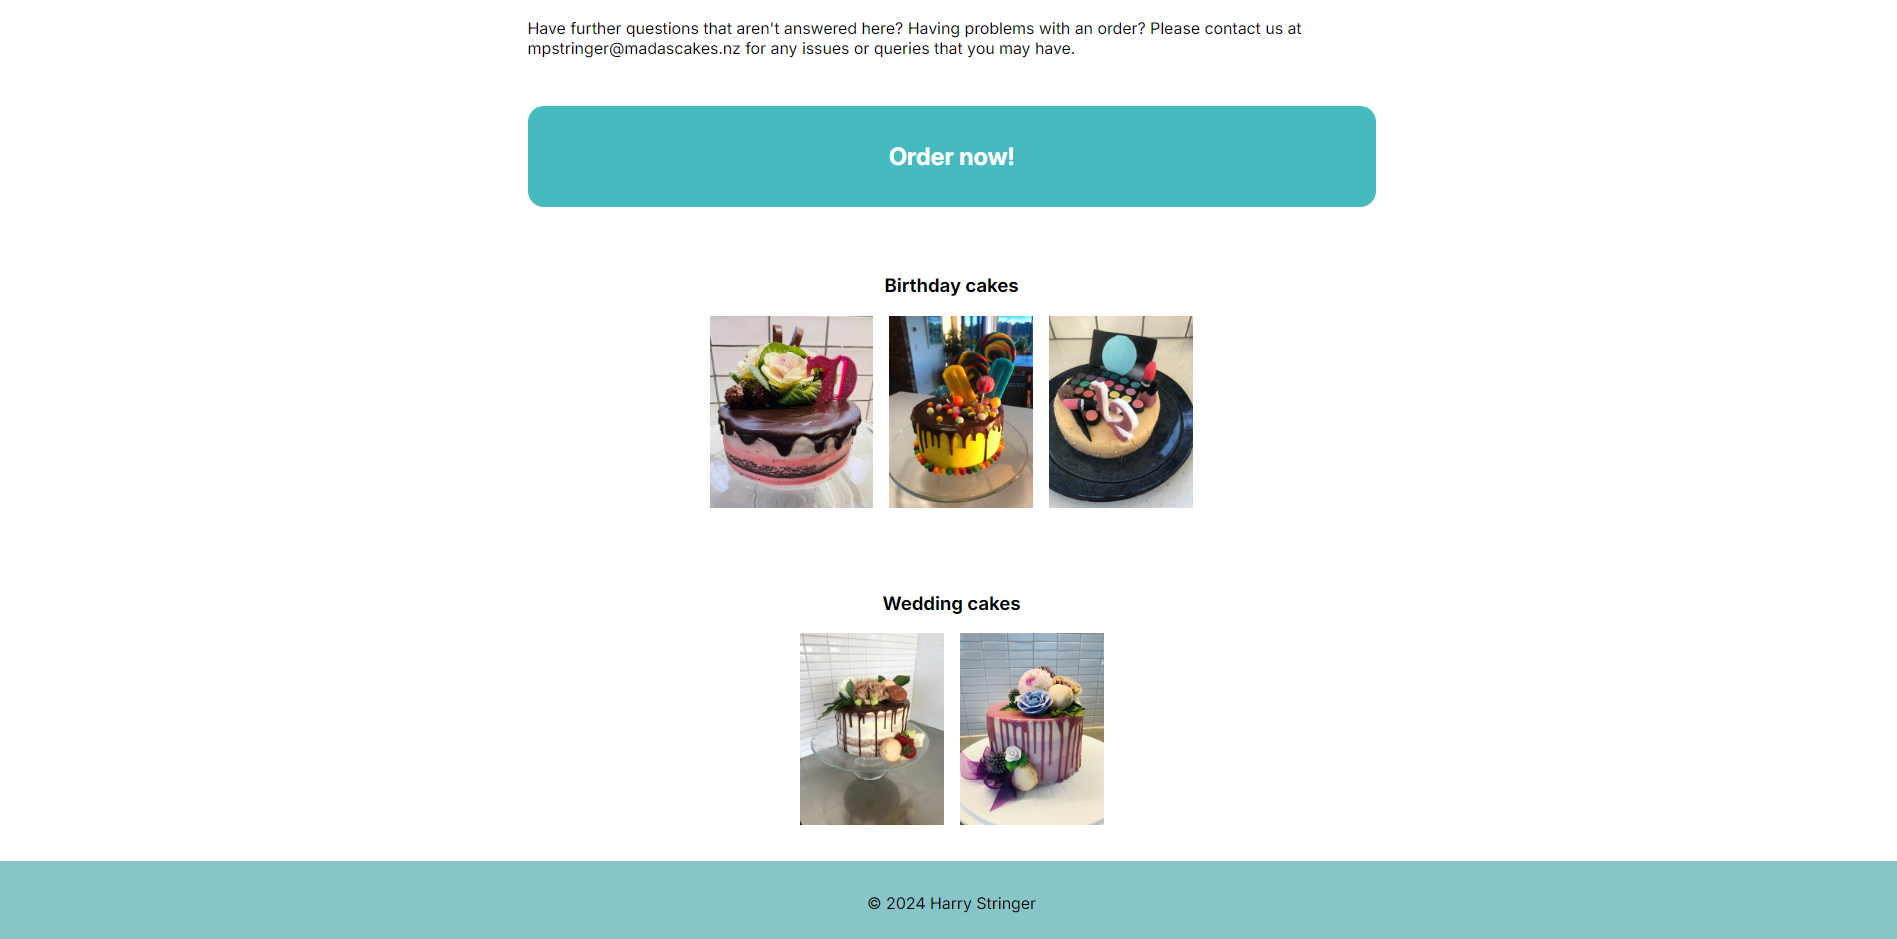 Have further questions that aren't answered here? Having problems with an order? Please contact us at
mpstringer@madascakes.nz for any issues or queries that you may have.
Order now!
Birthday cakes
70
Wedding cakes
© 2024 Harry Stringer